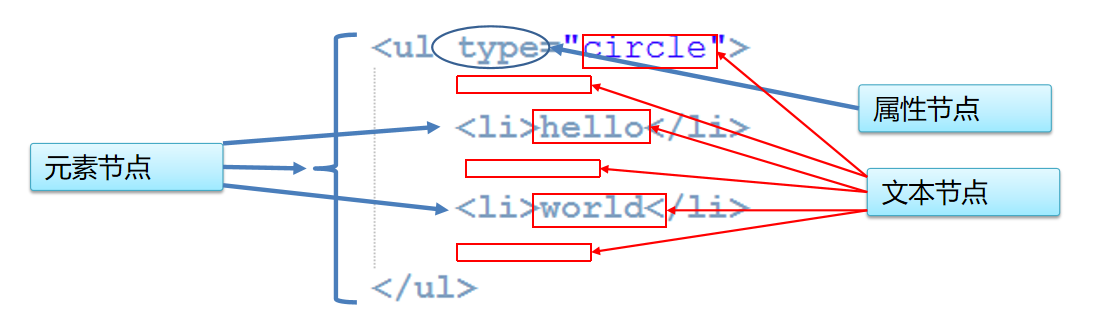 <ul type="circle">
属性节点
<li>hello</li>
元素节点
文本节点
<li>world</li>
</ul>